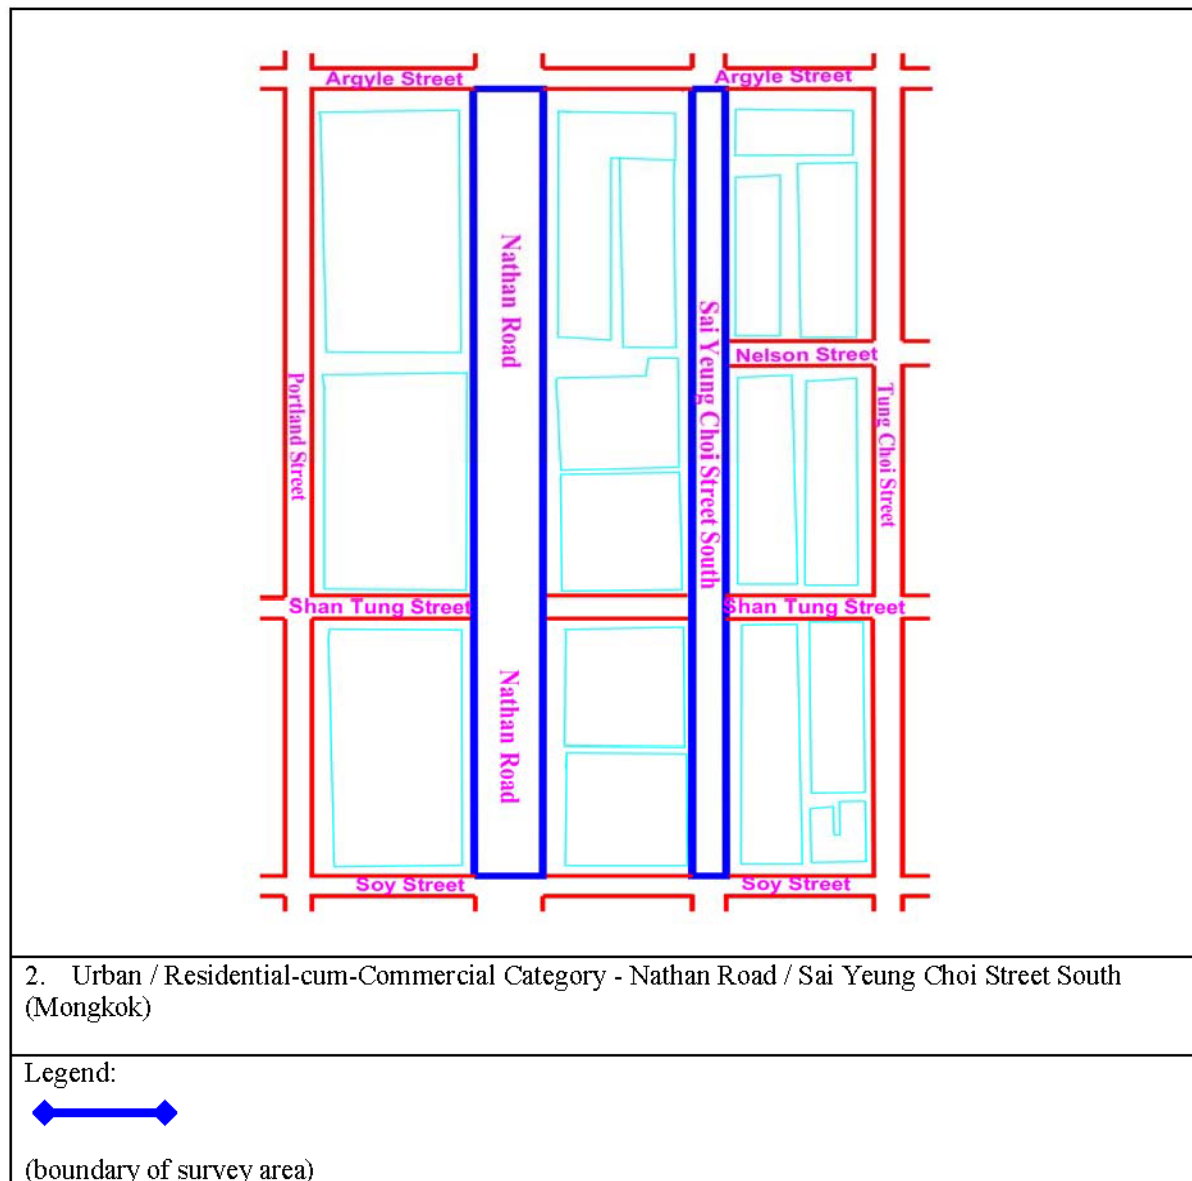 Argyle Street
Argyle Street
Nathan Road
Sai Yeung Choi Street South
Nelson Street
Portland Street
Tung Choi Street
Shan Tung Street
Shan Tung Street
Nathan Road
Soy Street
Soy Street
2. Urban / Residential-cum-Commercial Category - Nathan Road / Sai Yeung Choi Street South
(Mongkok)
Legend:
(boundary of survey area)